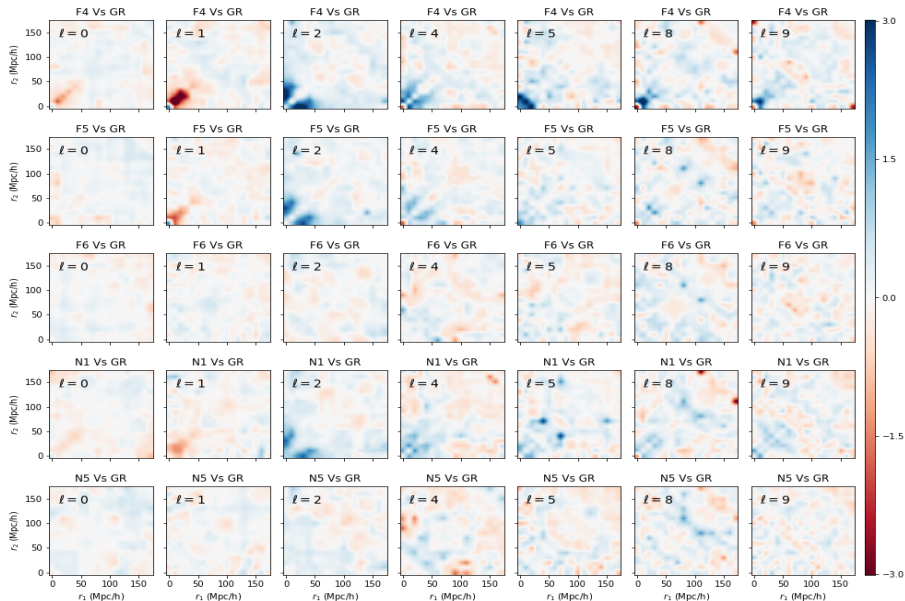 F4 Vs GR F4 Vs GR F4 Vs GR F4 Vs GR F4 Vs GR F4 Vs GR F4 Vs GR
ℓ = 0 ℓ = 1 ℓ = 2 ℓ = 4 ℓ = 5 ℓ = 8 ℓ = 9
r₂ (Mpc/h)
150
100
50
0
3.0
1.5
0.0
−1.5
−3.0
F5 Vs GR F5 Vs GR F5 Vs GR F5 Vs GR F5 Vs GR F5 Vs GR F5 Vs GR
ℓ = 0 ℓ = 1 ℓ = 2 ℓ = 4 ℓ = 5 ℓ = 8 ℓ = 9
r₂ (Mpc/h)
150
100
50
0
F6 Vs GR F6 Vs GR F6 Vs GR F6 Vs GR F6 Vs GR F6 Vs GR F6 Vs GR
ℓ = 0 ℓ = 1 ℓ = 2 ℓ = 4 ℓ = 5 ℓ = 8 ℓ = 9
r₂ (Mpc/h)
150
100
50
0
N1 Vs GR N1 Vs GR N1 Vs GR N1 Vs GR N1 Vs GR N1 Vs GR N1 Vs GR
ℓ = 0 ℓ = 1 ℓ = 2 ℓ = 4 ℓ = 5 ℓ = 8 ℓ = 9
r₂ (Mpc/h)
150
100
50
0
N5 Vs GR N5 Vs GR N5 Vs GR N5 Vs GR N5 Vs GR N5 Vs GR N5 Vs GR
ℓ = 0 ℓ = 1 ℓ = 2 ℓ = 4 ℓ = 5 ℓ = 8 ℓ = 9
r₂ (Mpc/h)
150
100
50
0
0 50 100 150 0 50 100 150 0 50 100 150 0 50 100 150 0 50 100 150 0 50 100 150 0 50 100 150
r₁ (Mpc/h) r₁ (Mpc/h) r₁ (Mpc/h) r₁ (Mpc/h) r₁ (Mpc/h) r₁ (Mpc/h) r₁ (Mpc/h)